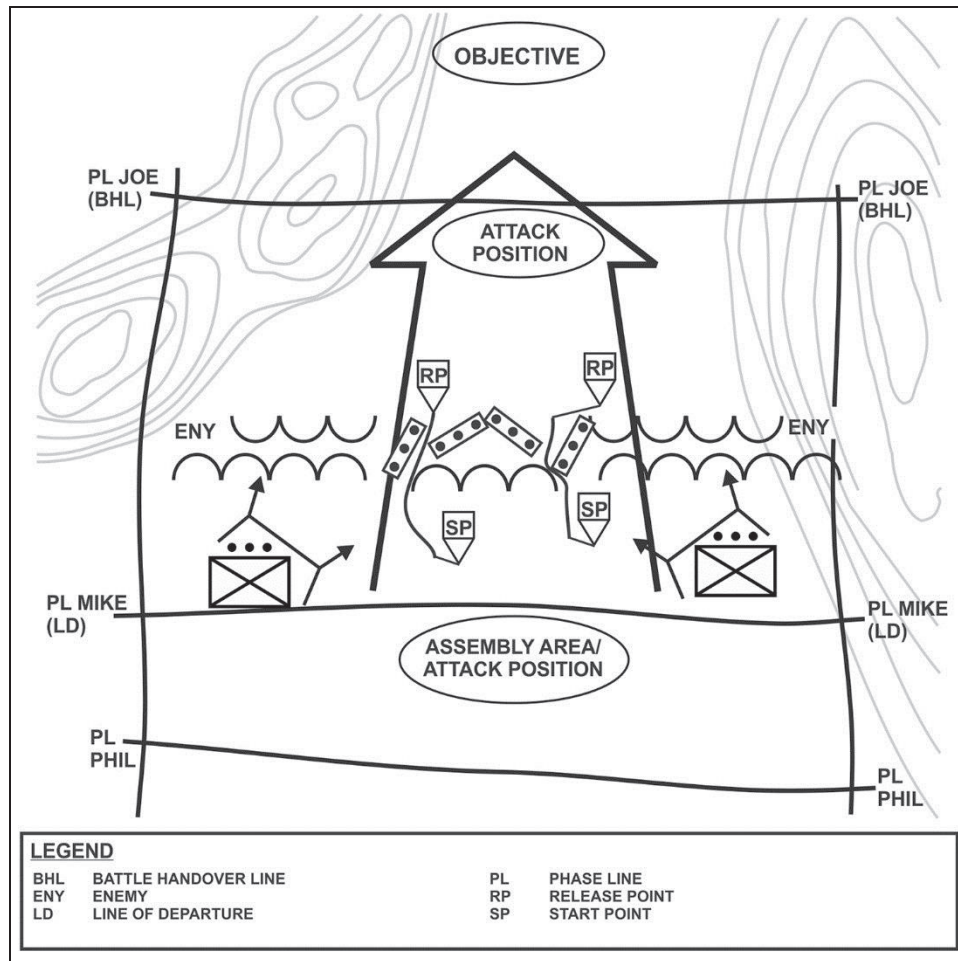 OBJECTIVE
PL JOE
(BHL)
PL JOE
(BHL)
ATTACK
POSITION
RP
RP
ENY
ENY
SP
SP
PL MIKE
(LD)
PL MIKE
(LD)
ASSEMBLY AREA/
ATTACK POSITION
PL
PHIL
PL
PHIL
LEGEND
BHL BATTLE HANDOVER LINE PL PHASE LINE
ENY ENEMY RP RELEASE POINT
LD LINE OF DEPARTURE SP START POINT